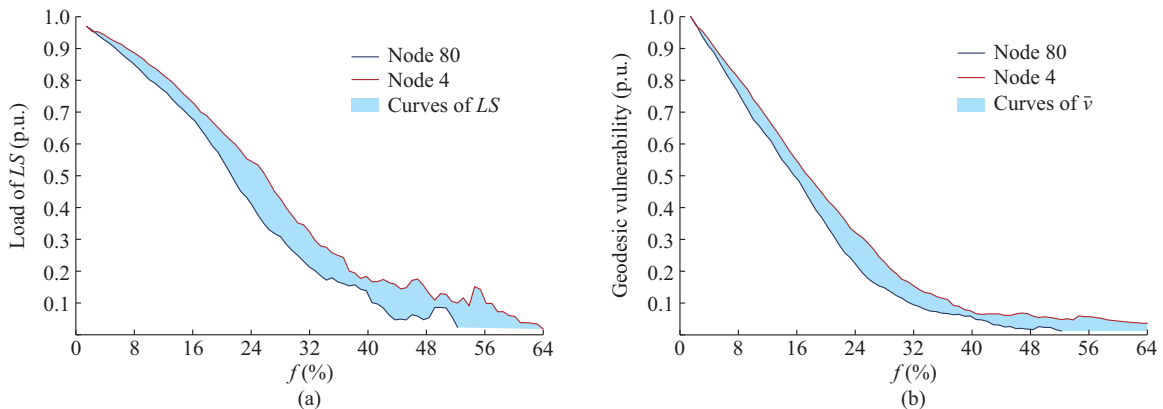 1.0
0.9
0.8
0.7
0.6
0.5
0.4
0.3
0.2
0.1
Load of LS (p.u.)
Node 80
Node 4
Curves of LS
0 8 16 24 32 40 48 56 64
f (%)
(a)
1.0
0.9
0.8
0.7
0.6
0.5
0.4
0.3
0.2
0.1
Geodesic vulnerability (p.u.)
Node 80
Node 4
Curves of v̄
0 8 16 24 32 40 48 56 64
f (%)
(b)